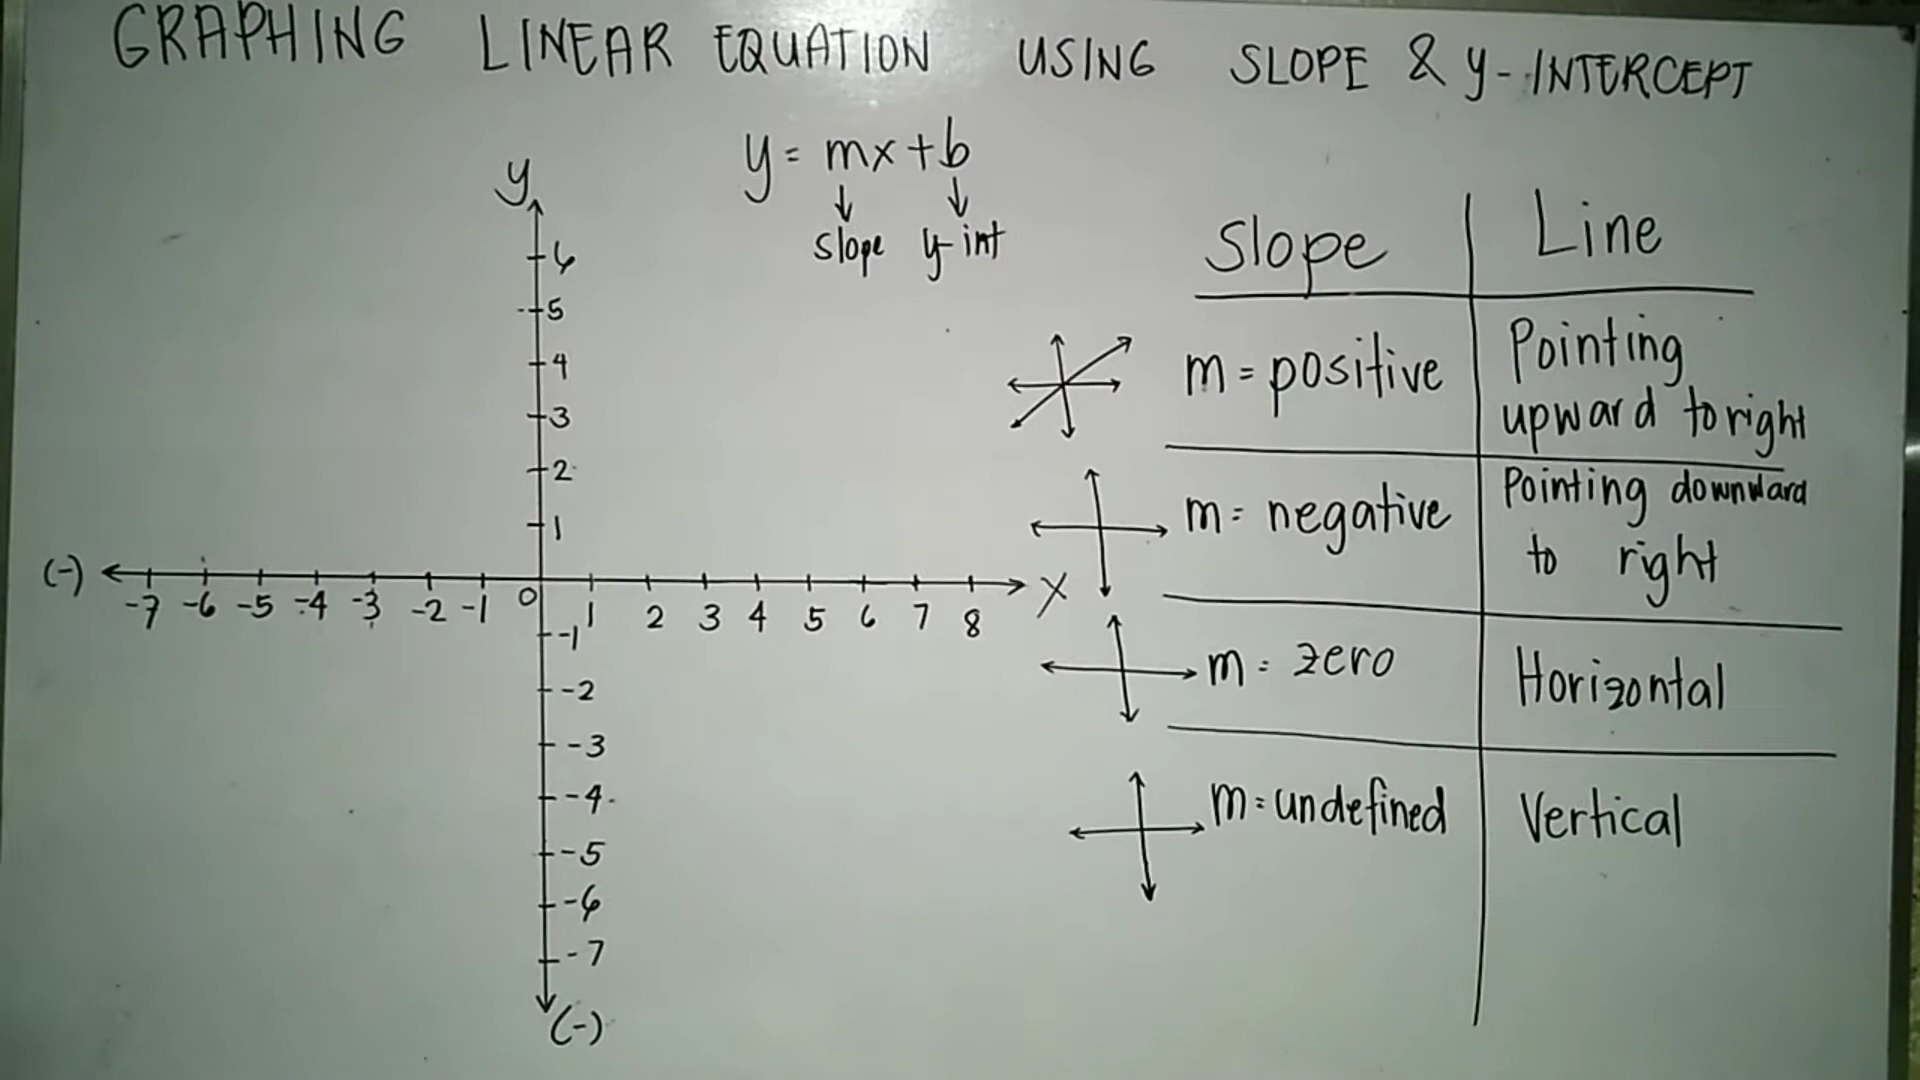 GRAPHING LINEAR EQUATION USING SLOPE & y-INTERCEPT
y = mx + b
slope y-int
y
6
5
4
3
2
1
(-) -7 -6 -5 -4 -3 -2 -1 0 1 2 3 4 5 6 7 8 x
-1
-2
-3
-4
-5
-6
-7
(-)
Slope Line
m = positive Pointing
upward to right
m = negative Pointing downward
to right
m = zero Horizontal
m = undefined Vertical